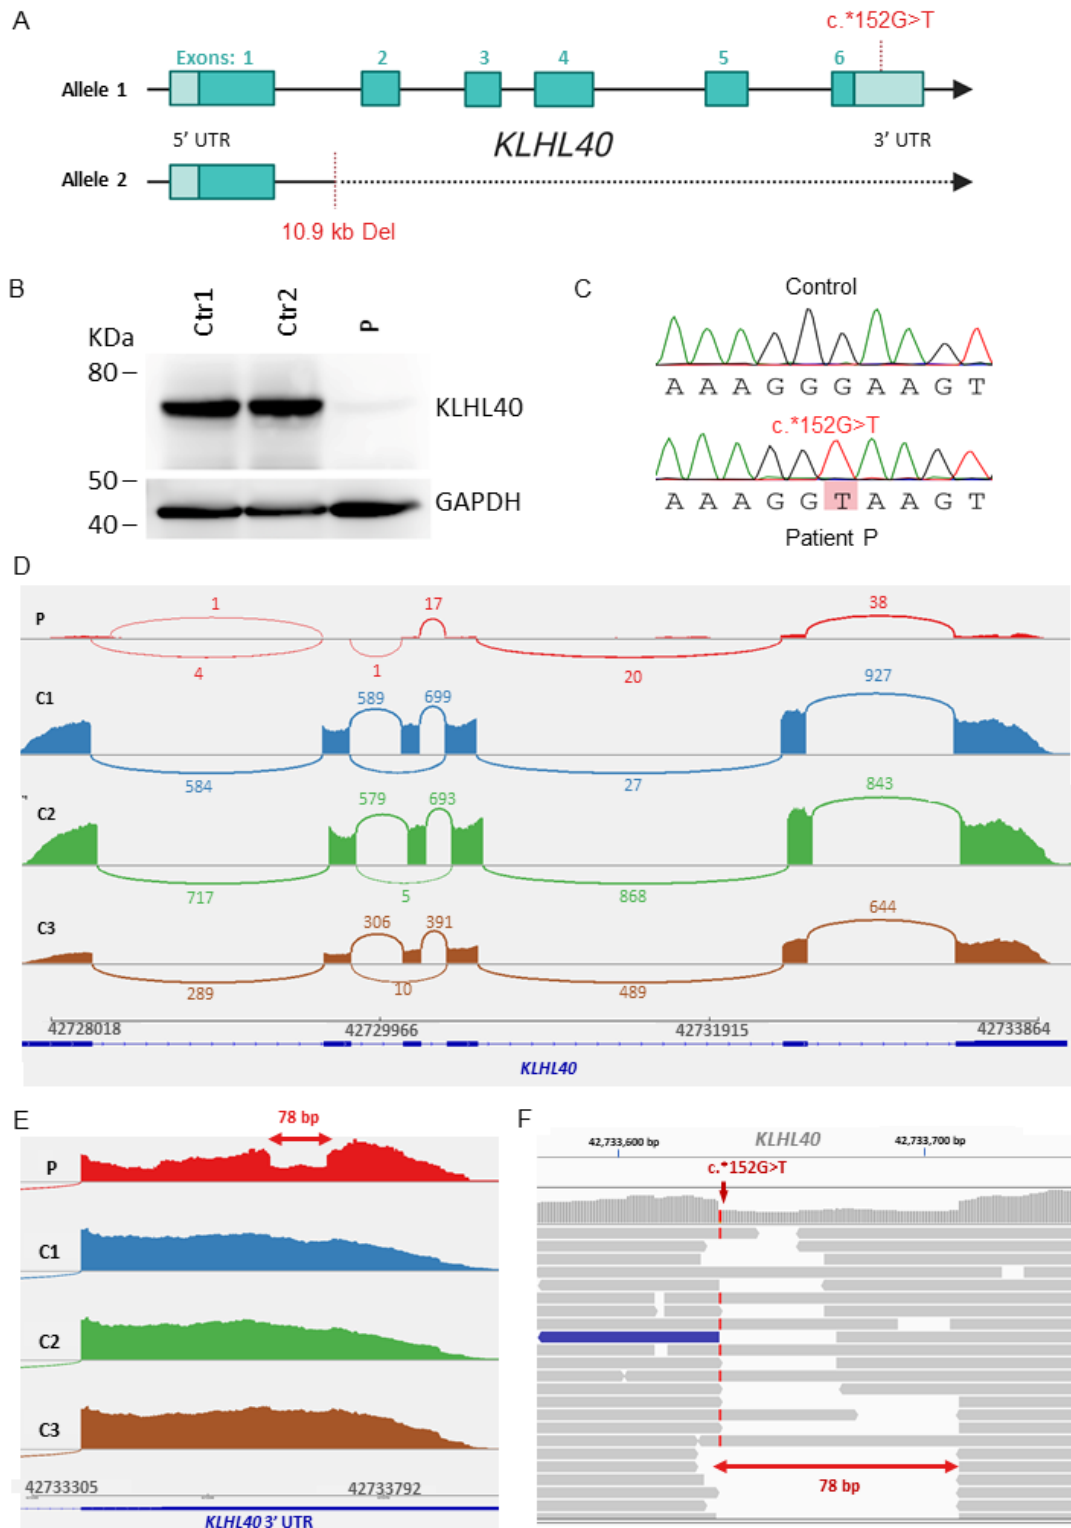 A
c.*152G>T
Exons: 1 2 3 4 5 6
Allele 1
5' UTR KLHL40 3' UTR
Allele 2
10.9 kb Del
B
Ctr1 Ctr2 P
KDa
80
KLHL40
50
GAPDH
40
C
Control
A A A G G G A A G T
c.*152G>T
A A A G G T A A G T
Patient P
D
P
1 17 38
4 1 20
C1
589 699 927
584 27
C2
579 693 843
717 5 868
C3
306 391 644
289 10 489
42728018 42729966 42731915 42733864
KLHL40
E
78 bp
P
C1
C2
C3
42733305 42733792
KLHL40 3' UTR
F
42,733,600 bp KLHL40 42,733,700 bp
c.*152G>T
78 bp